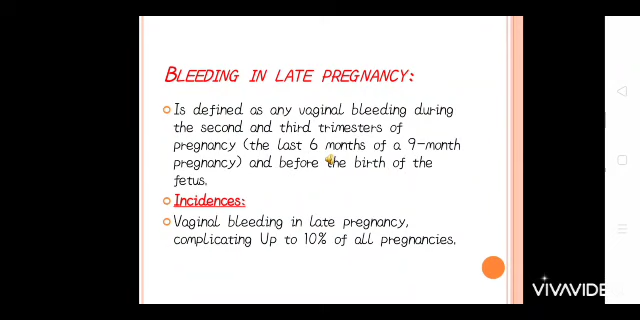 BLEEDING IN LATE PREGNANCY:
Is defined as any vaginal bleeding during
the second and third trimesters of
pregnancy (the last 6 months of a 9-month
pregnancy) and before the birth of the
fetus.
Incidences:
Vaginal bleeding in late pregnancy,
complicating Up to 10% of all pregnancies.
VIVAVIDEO